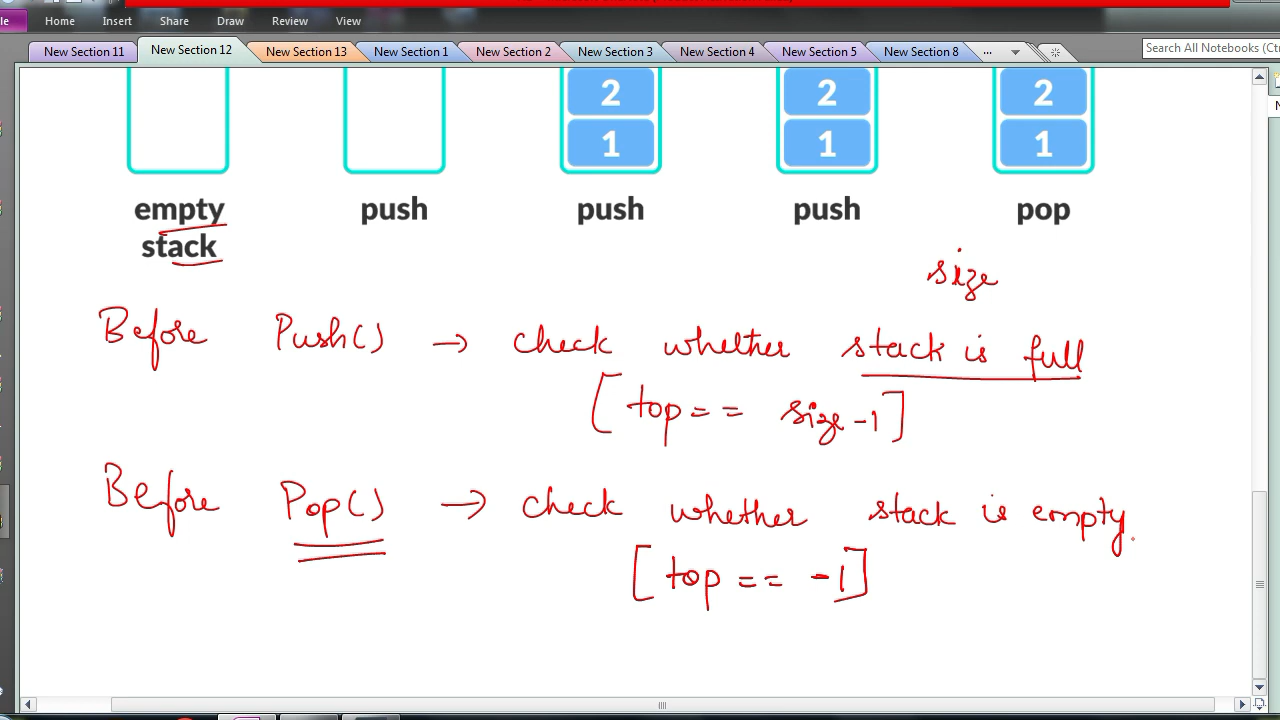 Home Insert Share Draw Review View
New Section 11 New Section 12 New Section 13 New Section 1 New Section 2 New Section 3 New Section 4 New Section 5 New Section 8 ... Search All Notebooks (Ct
2 2 2
1 1 1
empty stack push push push pop
size
Before Push() → check whether stack is full
[top == size -1]
Before Pop() → check whether stack is empty.
[top == -1]